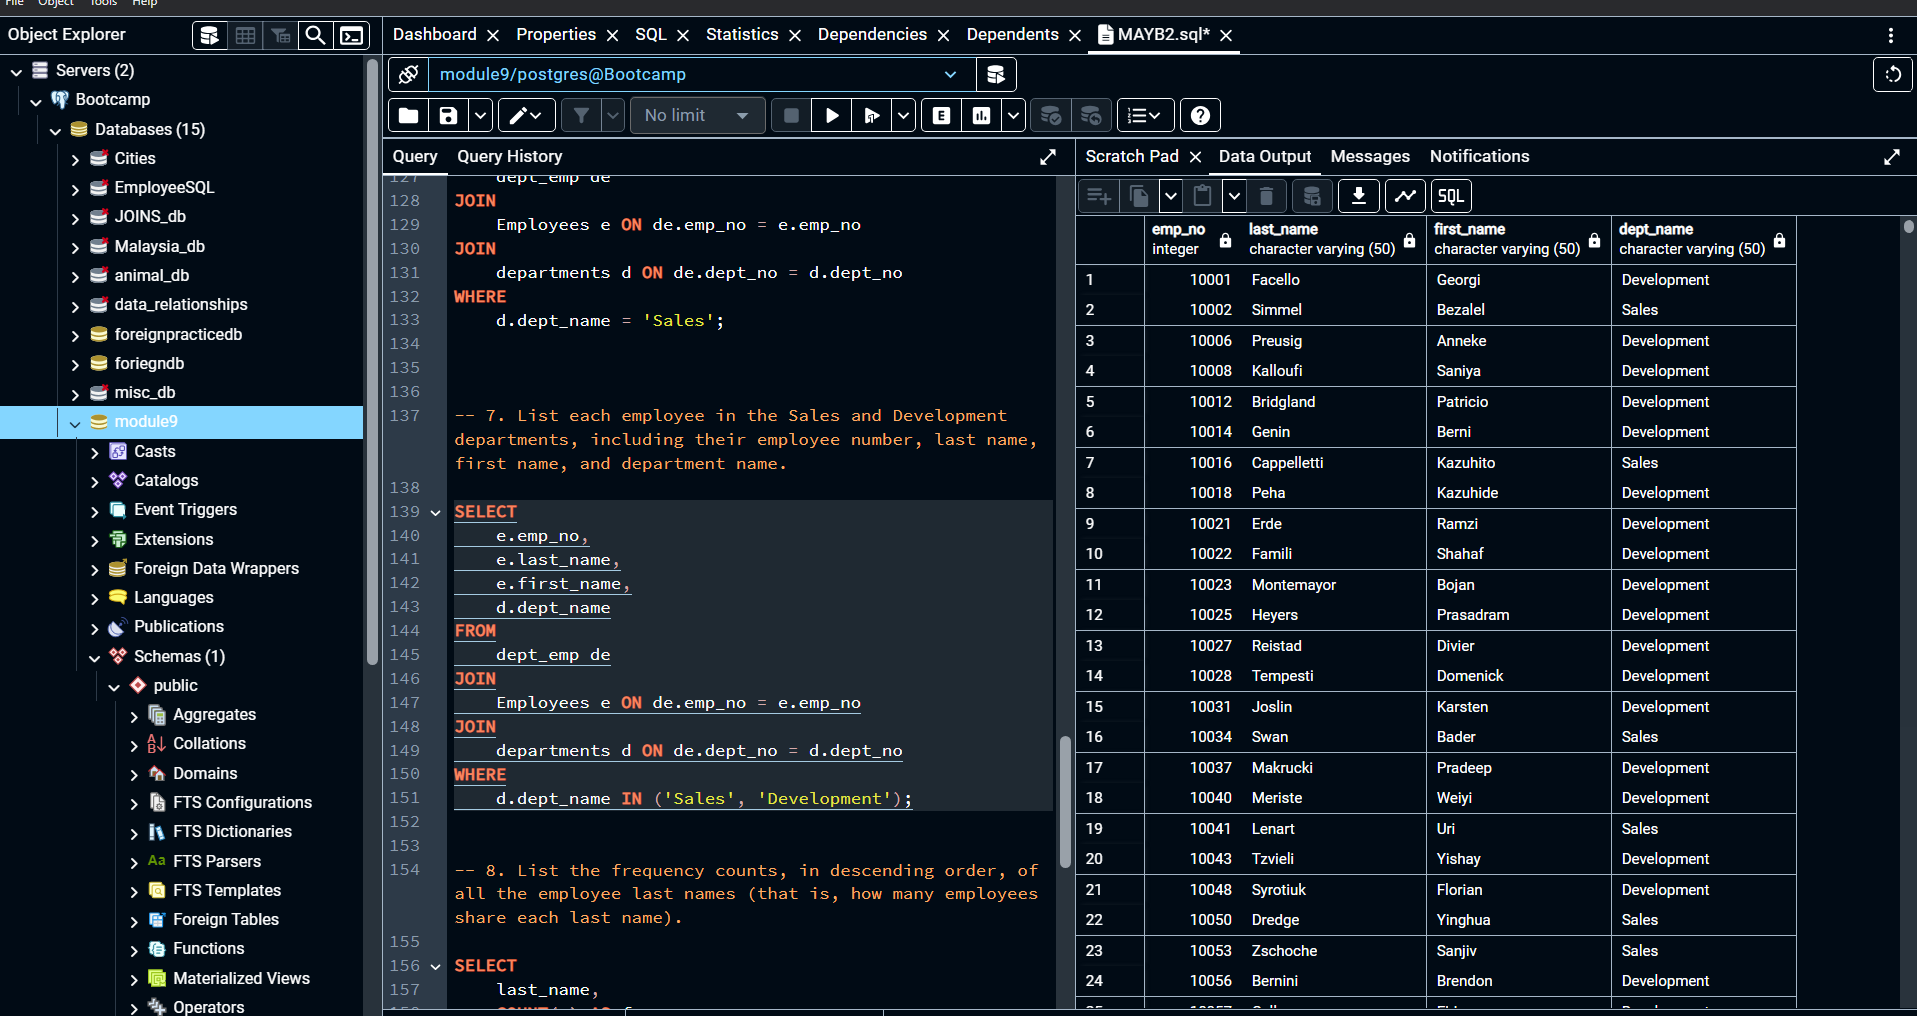 File Object Tools Help
Object Explorer
Dashboard Properties SQL Statistics Dependencies Dependents MAYB2.sql*
Servers (2)
Bootcamp
Databases (15)
Cities
EmployeeSQL
JOINS_db
Malaysia_db
animal_db
data_relationships
foreignpracticedb
foriegndb
misc_db
module9
Casts
Catalogs
Event Triggers
Extensions
Foreign Data Wrappers
Languages
Publications
Schemas (1)
public
Aggregates
Collations
Domains
FTS Configurations
FTS Dictionaries
Aa FTS Parsers
FTS Templates
Foreign Tables
Functions
Materialized Views
Operators
module9/postgres@Bootcamp
No limit
E
Query Query History
127 dept_emp de
128 JOIN
129 Employees e ON de.emp_no = e.emp_no
130 JOIN
131 departments d ON de.dept_no = d.dept_no
132 WHERE
133 d.dept_name = 'Sales';
134
135
136
137 -- 7. List each employee in the Sales and Development
departments, including their employee number, last name,
first name, and department name.
138
139 SELECT
140 e.emp_no,
141 e.last_name,
142 e.first_name,
143 d.dept_name
144 FROM
145 dept_emp de
146 JOIN
147 Employees e ON de.emp_no = e.emp_no
148 JOIN
149 departments d ON de.dept_no = d.dept_no
150 WHERE
151 d.dept_name IN ('Sales', 'Development');
152
153
154 -- 8. List the frequency counts, in descending order, of
all the employee last names (that is, how many employees
share each last name).
155
156 SELECT
157 last_name,
Scratch Pad Data Output Messages Notifications
SQL
emp_no last_name first_name dept_name
integer character varying (50) character varying (50) character varying (50)
1 10001 Facello Georgi Development
2 10002 Simmel Bezalel Sales
3 10006 Preusig Anneke Development
4 10008 Kalloufi Saniya Development
5 10012 Bridgland Patricio Development
6 10014 Genin Berni Development
7 10016 Cappelletti Kazuhito Sales
8 10018 Peha Kazuhide Development
9 10021 Erde Ramzi Development
10 10022 Famili Shahaf Development
11 10023 Montemayor Bojan Development
12 10025 Heyers Prasadram Development
13 10027 Reistad Divier Development
14 10028 Tempesti Domenick Development
15 10031 Joslin Karsten Development
16 10034 Swan Bader Sales
17 10037 Makrucki Pradeep Development
18 10040 Meriste Weiyi Development
19 10041 Lenart Uri Sales
20 10043 Tzvieli Yishay Development
21 10048 Syrotiuk Florian Development
22 10050 Dredge Yinghua Sales
23 10053 Zschoche Sanjiv Sales
24 10056 Bernini Brendon Development